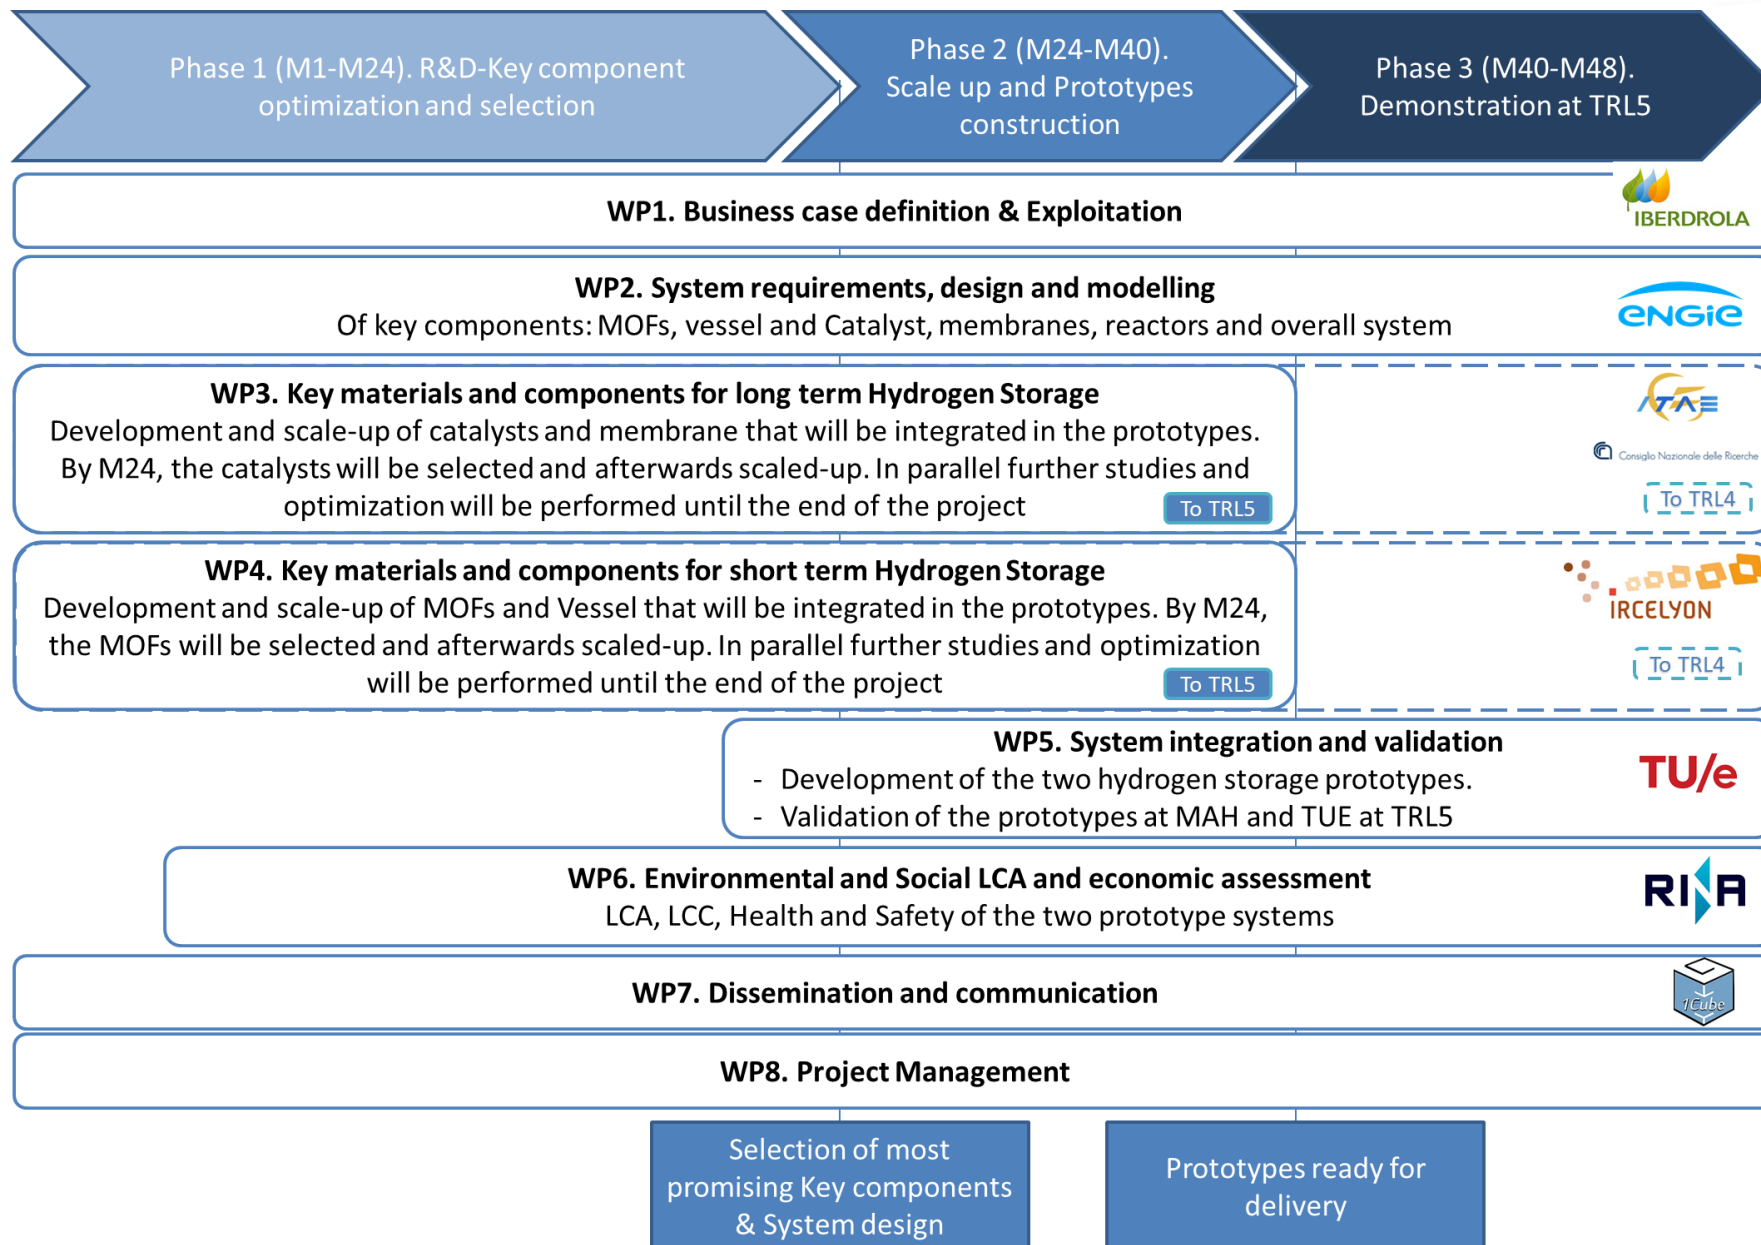 Phase 1 (M1-M24). R&D-Key component
optimization and selection
Phase 2 (M24-M40).
Scale up and Prototypes
construction
Phase 3 (M40-M48).
Demonstration at TRL5
WP1. Business case definition & Exploitation
IBERDROLA
WP2. System requirements, design and modelling
Of key components: MOFs, vessel and Catalyst, membranes, reactors and overall system
ENGIE
WP3. Key materials and components for long term Hydrogen Storage
Development and scale-up of catalysts and membrane that will be integrated in the prototypes.
By M24, the catalysts will be selected and afterwards scaled-up. In parallel further studies and
optimization will be performed until the end of the project
To TRL5
ITAE
Consiglio Nazionale delle Ricerche
To TRL4
WP4. Key materials and components for short term Hydrogen Storage
Development and scale-up of MOFs and Vessel that will be integrated in the prototypes. By M24,
the MOFs will be selected and afterwards scaled-up. In parallel further studies and optimization
will be performed until the end of the project
To TRL5
IRCELYON
To TRL4
WP5. System integration and validation
- Development of the two hydrogen storage prototypes.
- Validation of the prototypes at MAH and TUE at TRL5
TU/e
WP6. Environmental and Social LCA and economic assessment
LCA, LCC, Health and Safety of the two prototype systems
RINA
WP7. Dissemination and communication
1Cube
WP8. Project Management
Selection of most
promising Key components
& System design
Prototypes ready for
delivery